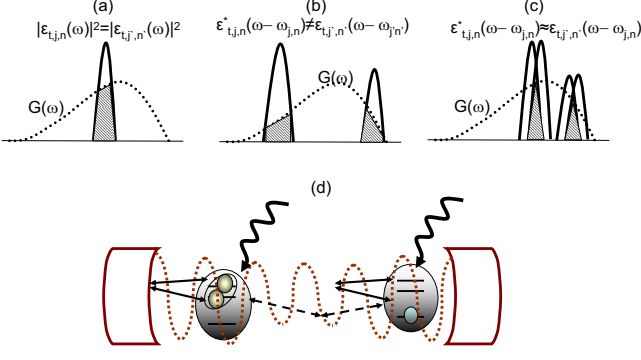 (a) (b) (c)
|ε_{t,j,n}(ω)|²=|ε_{t,j`,n`}(ω)|² ε*_{t,j,n}(ω− ω_{j,n})≠ε_{t,j`,n`}(ω− ω_{j'n'}) ε*_{t,j,n}(ω− ω_{j,n})≈ε_{t,j`,n`}(ω− ω_{j,n})
G(ω) G(ω) G(ω)
(d)